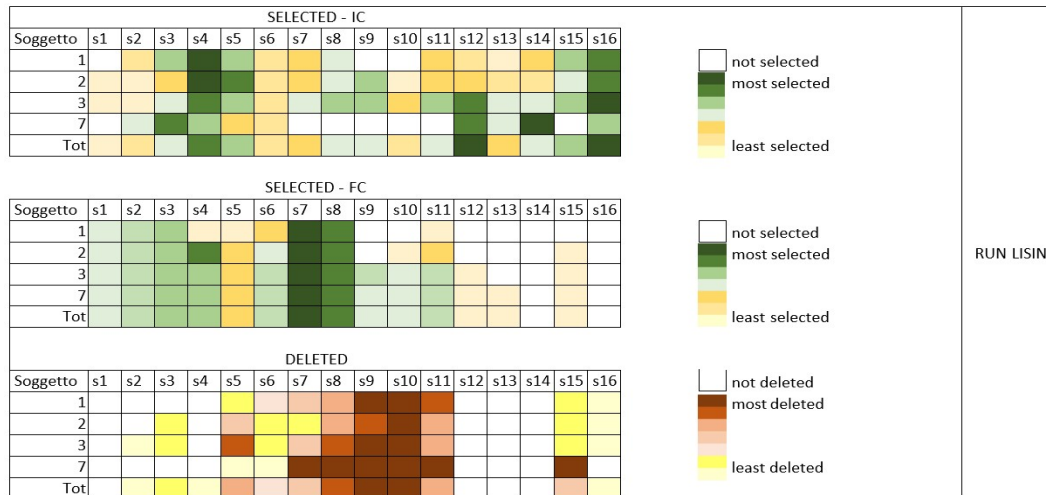 SELECTED - IC
Soggetto s1 s2 s3 s4 s5 s6 s7 s8 s9 s10 s11 s12 s13 s14 s15 s16
1
2
3
7
Tot
not selected
most selected
least selected
SELECTED - FC
Soggetto s1 s2 s3 s4 s5 s6 s7 s8 s9 s10 s11 s12 s13 s14 s15 s16
1
2
3
7
Tot
not selected
most selected
least selected
RUN LISIN
DELETED
Soggetto s1 s2 s3 s4 s5 s6 s7 s8 s9 s10 s11 s12 s13 s14 s15 s16
1
2
3
7
Tot
not deleted
most deleted
least deleted